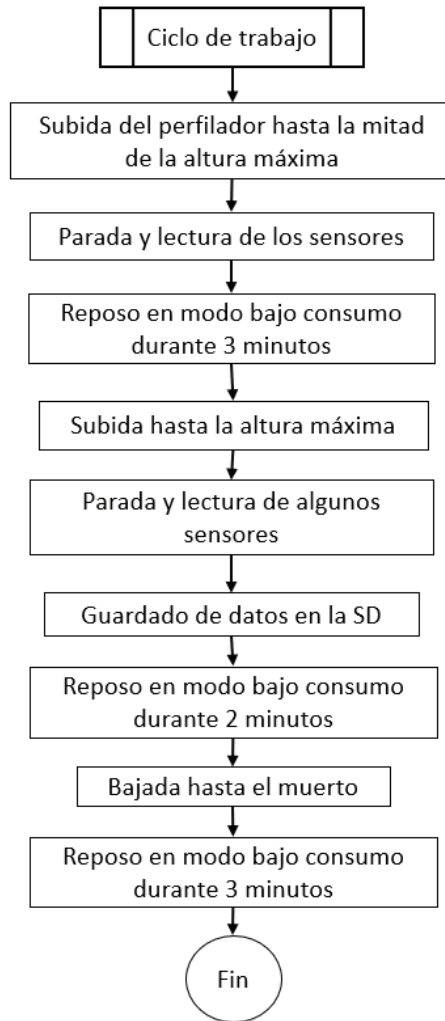 Ciclo de trabajo
Subida del perfilador hasta la mitad
de la altura máxima
Parada y lectura de los sensores
Reposo en modo bajo consumo
durante 3 minutos
Subida hasta la altura máxima
Parada y lectura de algunos
sensores
Guardado de datos en la SD
Reposo en modo bajo consumo
durante 2 minutos
Bajada hasta el muerto
Reposo en modo bajo consumo
durante 3 minutos
Fin